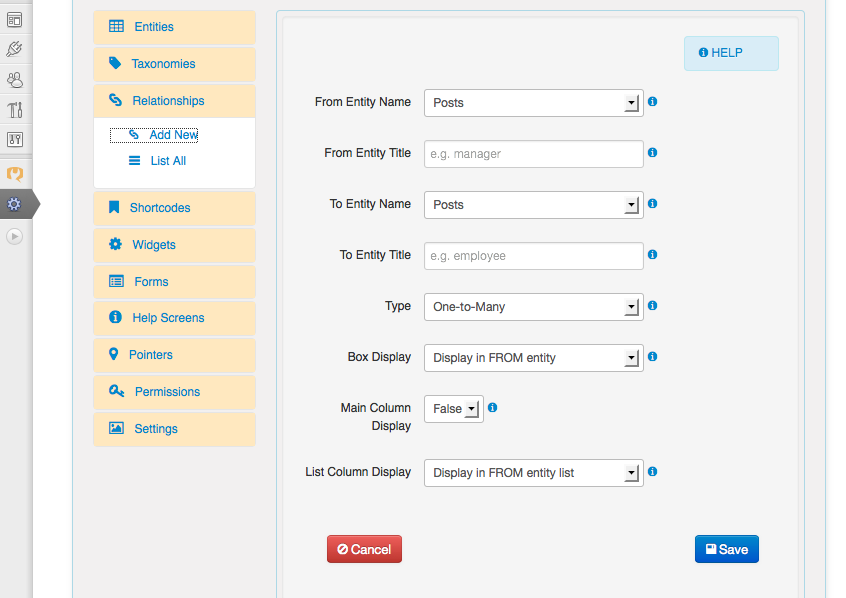 Entities
Taxonomies
Relationships
Add New
List All
Shortcodes
Widgets
Forms
Help Screens
Pointers
Permissions
Settings
HELP
From Entity Name
Posts
From Entity Title
e.g. manager
To Entity Name
Posts
To Entity Title
e.g. employee
Type
One-to-Many
Box Display
Display in FROM entity
Main Column
Display
False
List Column Display
Display in FROM entity list
Cancel
Save